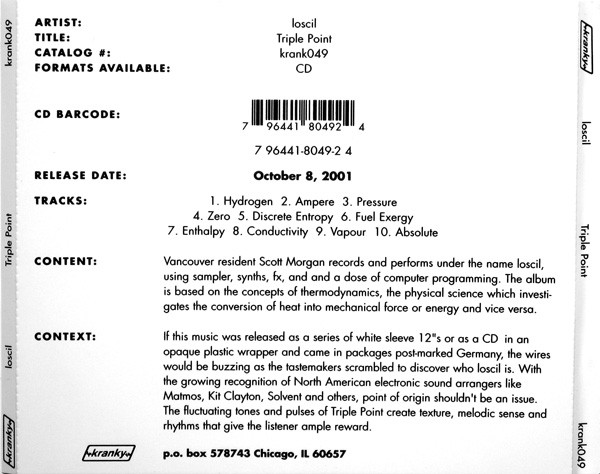 krank049
Triple Point
loscil
kranky
ARTIST: loscil
TITLE: Triple Point
CATALOG #: krank049
FORMATS AVAILABLE: CD
CD BARCODE:
7 96441 80492 4
7 96441-8049-2 4
RELEASE DATE: October 8, 2001
TRACKS: 1. Hydrogen 2. Ampere 3. Pressure
4. Zero 5. Discrete Entropy 6. Fuel Exergy
7. Enthalpy 8. Conductivity 9. Vapour 10. Absolute
CONTENT: Vancouver resident Scott Morgan records and performs under the name loscil,
using sampler, synths, fx, and and a dose of computer programming. The album
is based on the concepts of thermodynamics, the physical science which investi-
gates the conversion of heat into mechanical force or energy and vice versa.
CONTEXT: If this music was released as a series of white sleeve 12"s or as a CD in an
opaque plastic wrapper and came in packages post-marked Germany, the wires
would be buzzing as the tastemakers scrambled to discover who loscil is. With
the growing recognition of North American electronic sound arrangers like
Matmos, Kit Clayton, Solvent and others, point of origin shouldn't be an issue.
The fluctuating tones and pulses of Triple Point create texture, melodic sense and
rhythms that give the listener ample reward.
kranky p.o. box 578743 Chicago, IL 60657
kranky
loscil
Triple Point
krank049